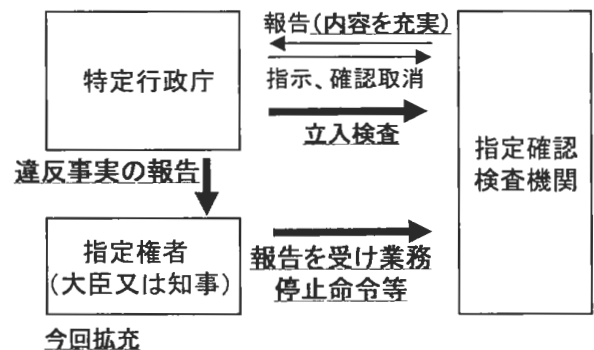 報告(内容を充実)
特定行政庁
指示、確認取消
立入検査
指定確認
検査機関
違反事実の報告
指定権者
(大臣又は知事)
報告を受け業務
停止命令等
今回拡充